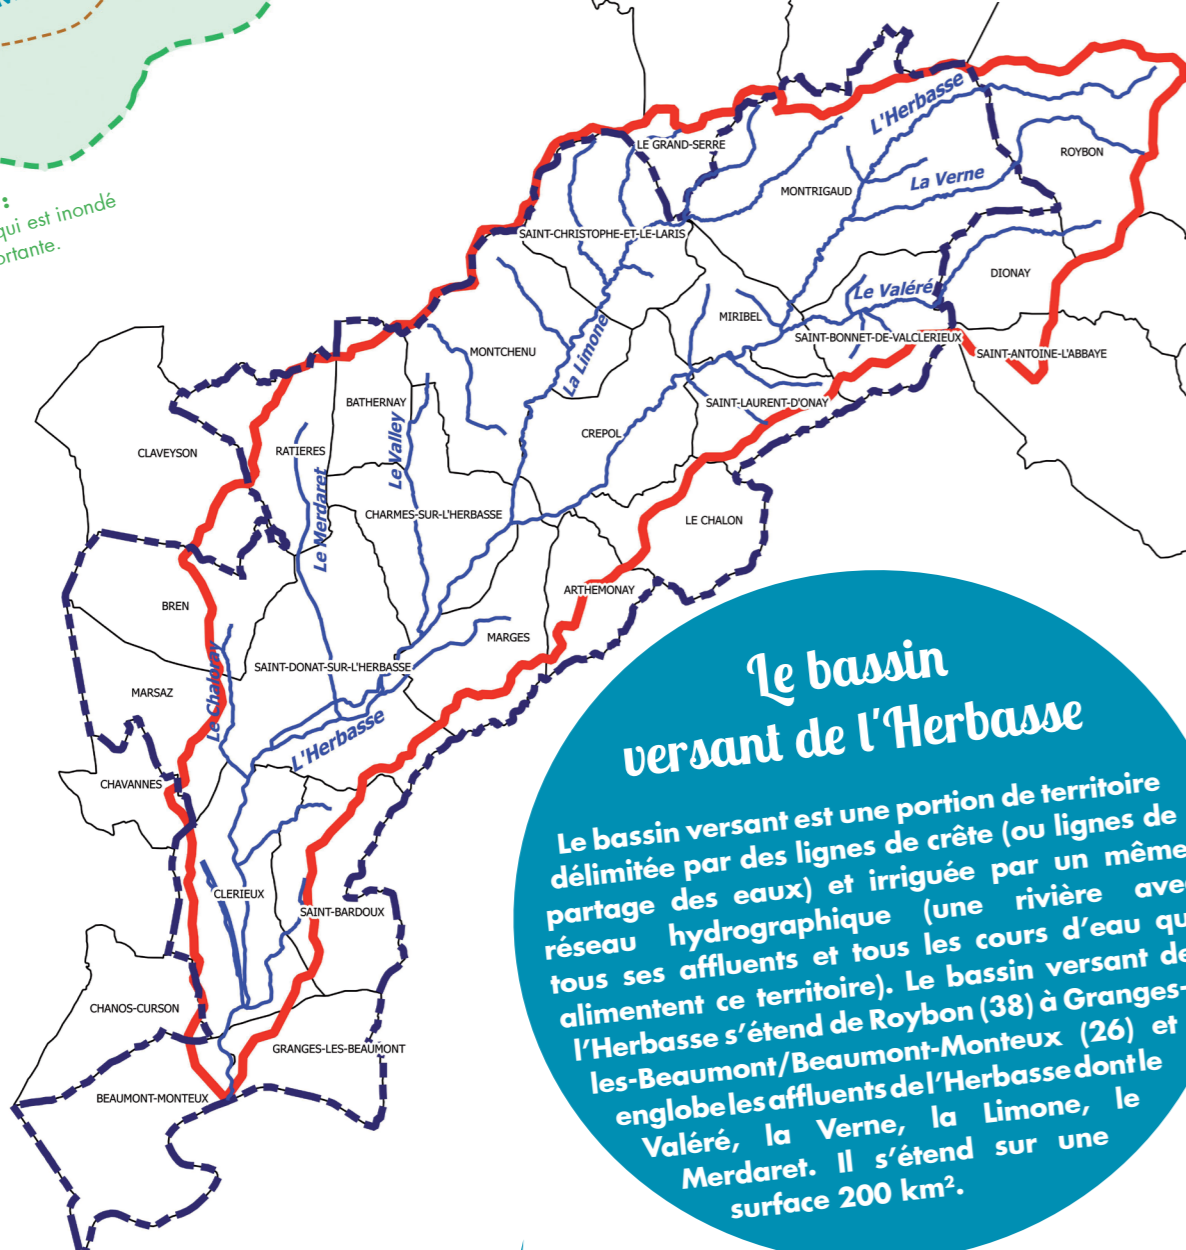 :
qui est inondé
LE GRAND-SERRE
L'Herbasse
ROYBON
La Verne
MONTRIGAUD
SAINT-CHRISTOPHE-ET-LE-LARIS
DIONAY
Le Valéré
MIRIBEL
SAINT-BONNET-DE-VALCLERIEUX
MONTCHENU
La Limone
SAINT-ANTOINE-L'ABBAYE
BATHERNAY
SAINT-LAURENT-D'ONAY
CREPOL
Le Valley
CLAVEYSON
RATIERES
Le Merdaret
CHARMES-SUR-L'HERBASSE
LE CHALON
ARTHEMONAY
BREN
MARGES
SAINT-DONAT-SUR-L'HERBASSE
MARSAZ
Le Chaloray
L'Herbasse
CHAVANNES
CLERIEUX
SAINT-BARDOUX
CHANOS-CURSON
GRANGES-LES-BEAUMONT
BEAUMONT-MONTEUX
Le bassin
versant de l'Herbasse
Le bassin versant est une portion de territoire
délimitée par des lignes de crête (ou lignes de
partage des eaux) et irriguée par un même
réseau hydrographique (une rivière avec
tous ses affluents et tous les cours d'eau qu
alimentent ce territoire). Le bassin versant de
l'Herbasse s'étend de Roybon (38) à Granges-
les-Beaumont/Beaumont-Monteux (26) et
englobe les affluents de l'Herbasse dont le
Valéré, la Verne, la Limone, le
Merdaret. Il s'étend sur une
surface 200 km².